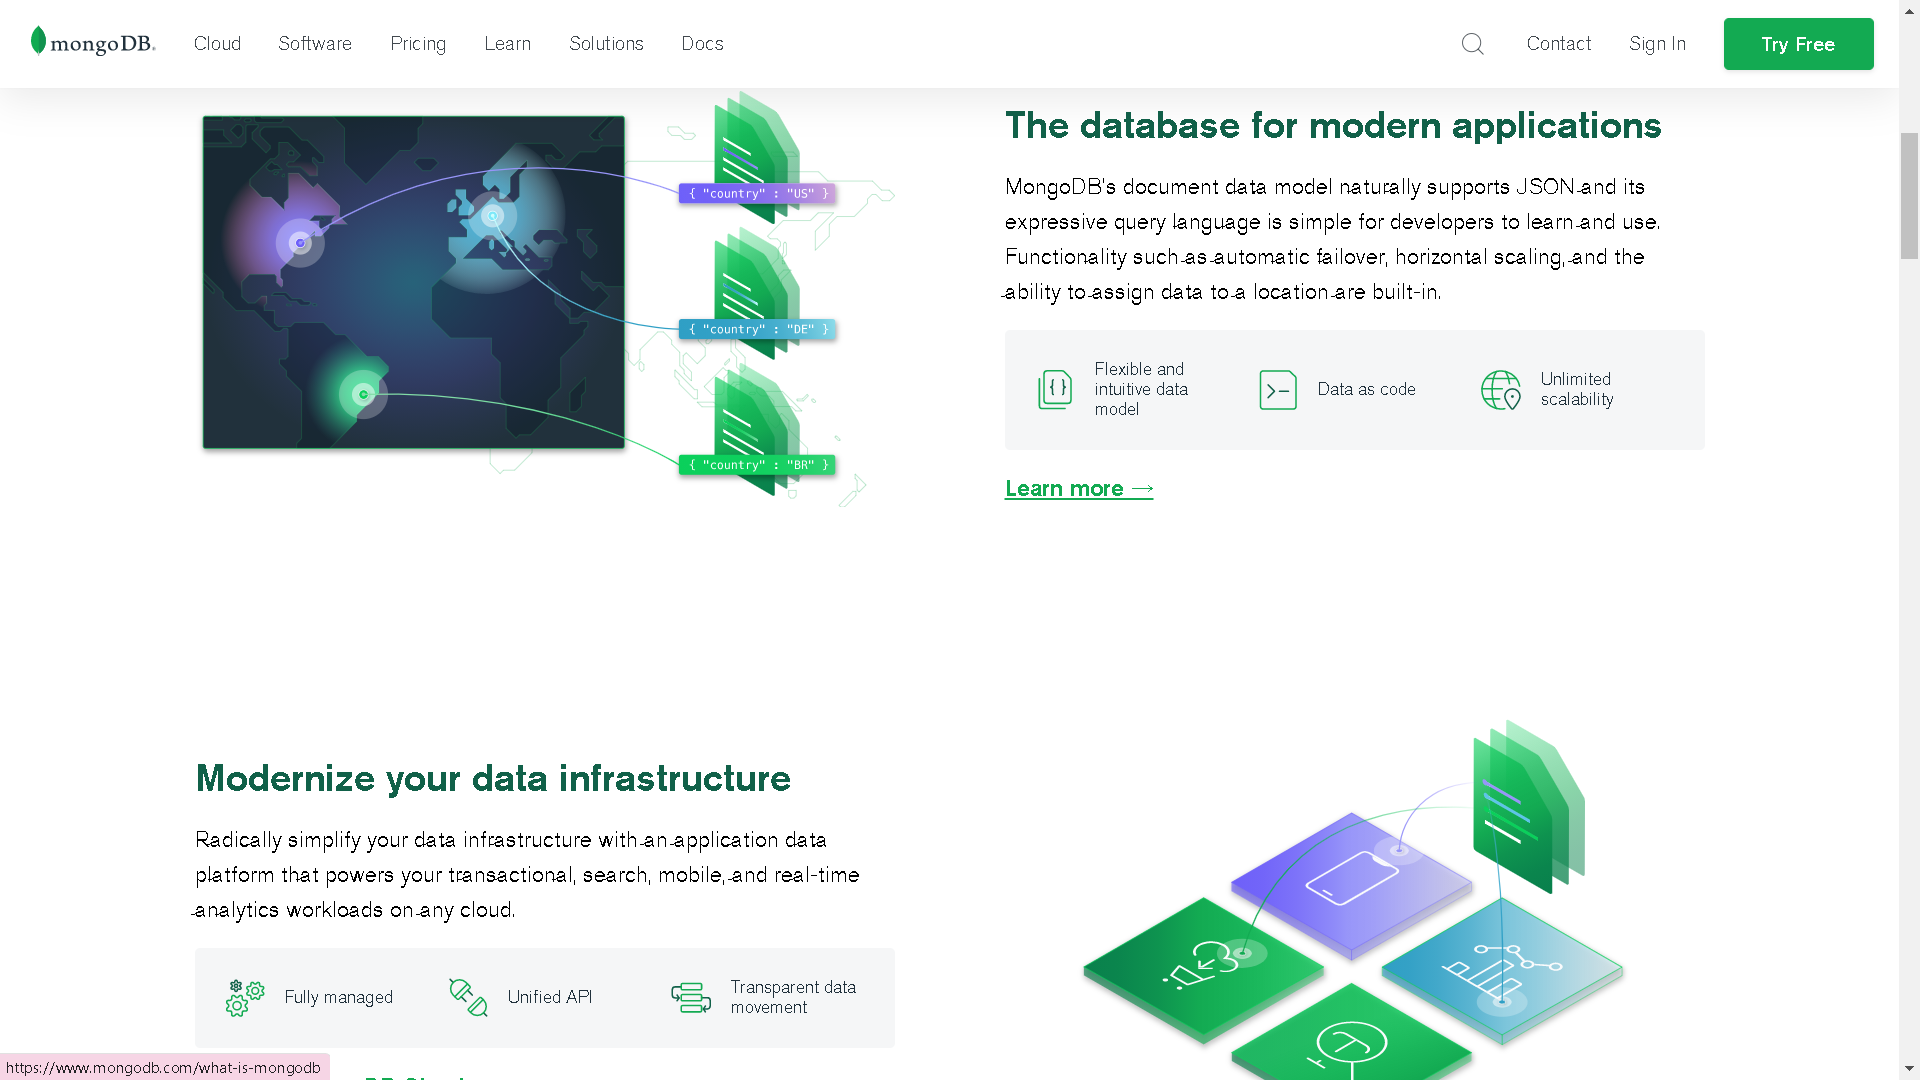 mongoDB®
Cloud
Software
Pricing
Learn
Solutions
Docs
Contact
Sign In
Try Free
{ "country" : "US" }
{ "country" : "DE" }
{ "country" : "BR" }
The database for modern applications
MongoDB's document data model naturally supports JSON and its
expressive query language is simple for developers to learn and use.
Functionality such as automatic failover, horizontal scaling, and the
ability to assign data to a location are built-in.
Flexible and
intuitive data
model
Data as code
Unlimited
scalability
Learn more →
Modernize your data infrastructure
Radically simplify your data infrastructure with an application data
platform that powers your transactional, search, mobile, and real-time
analytics workloads on any cloud.
Fully managed
Unified API
Transparent data
movement
https://www.mongodb.com/what-is-mongodb